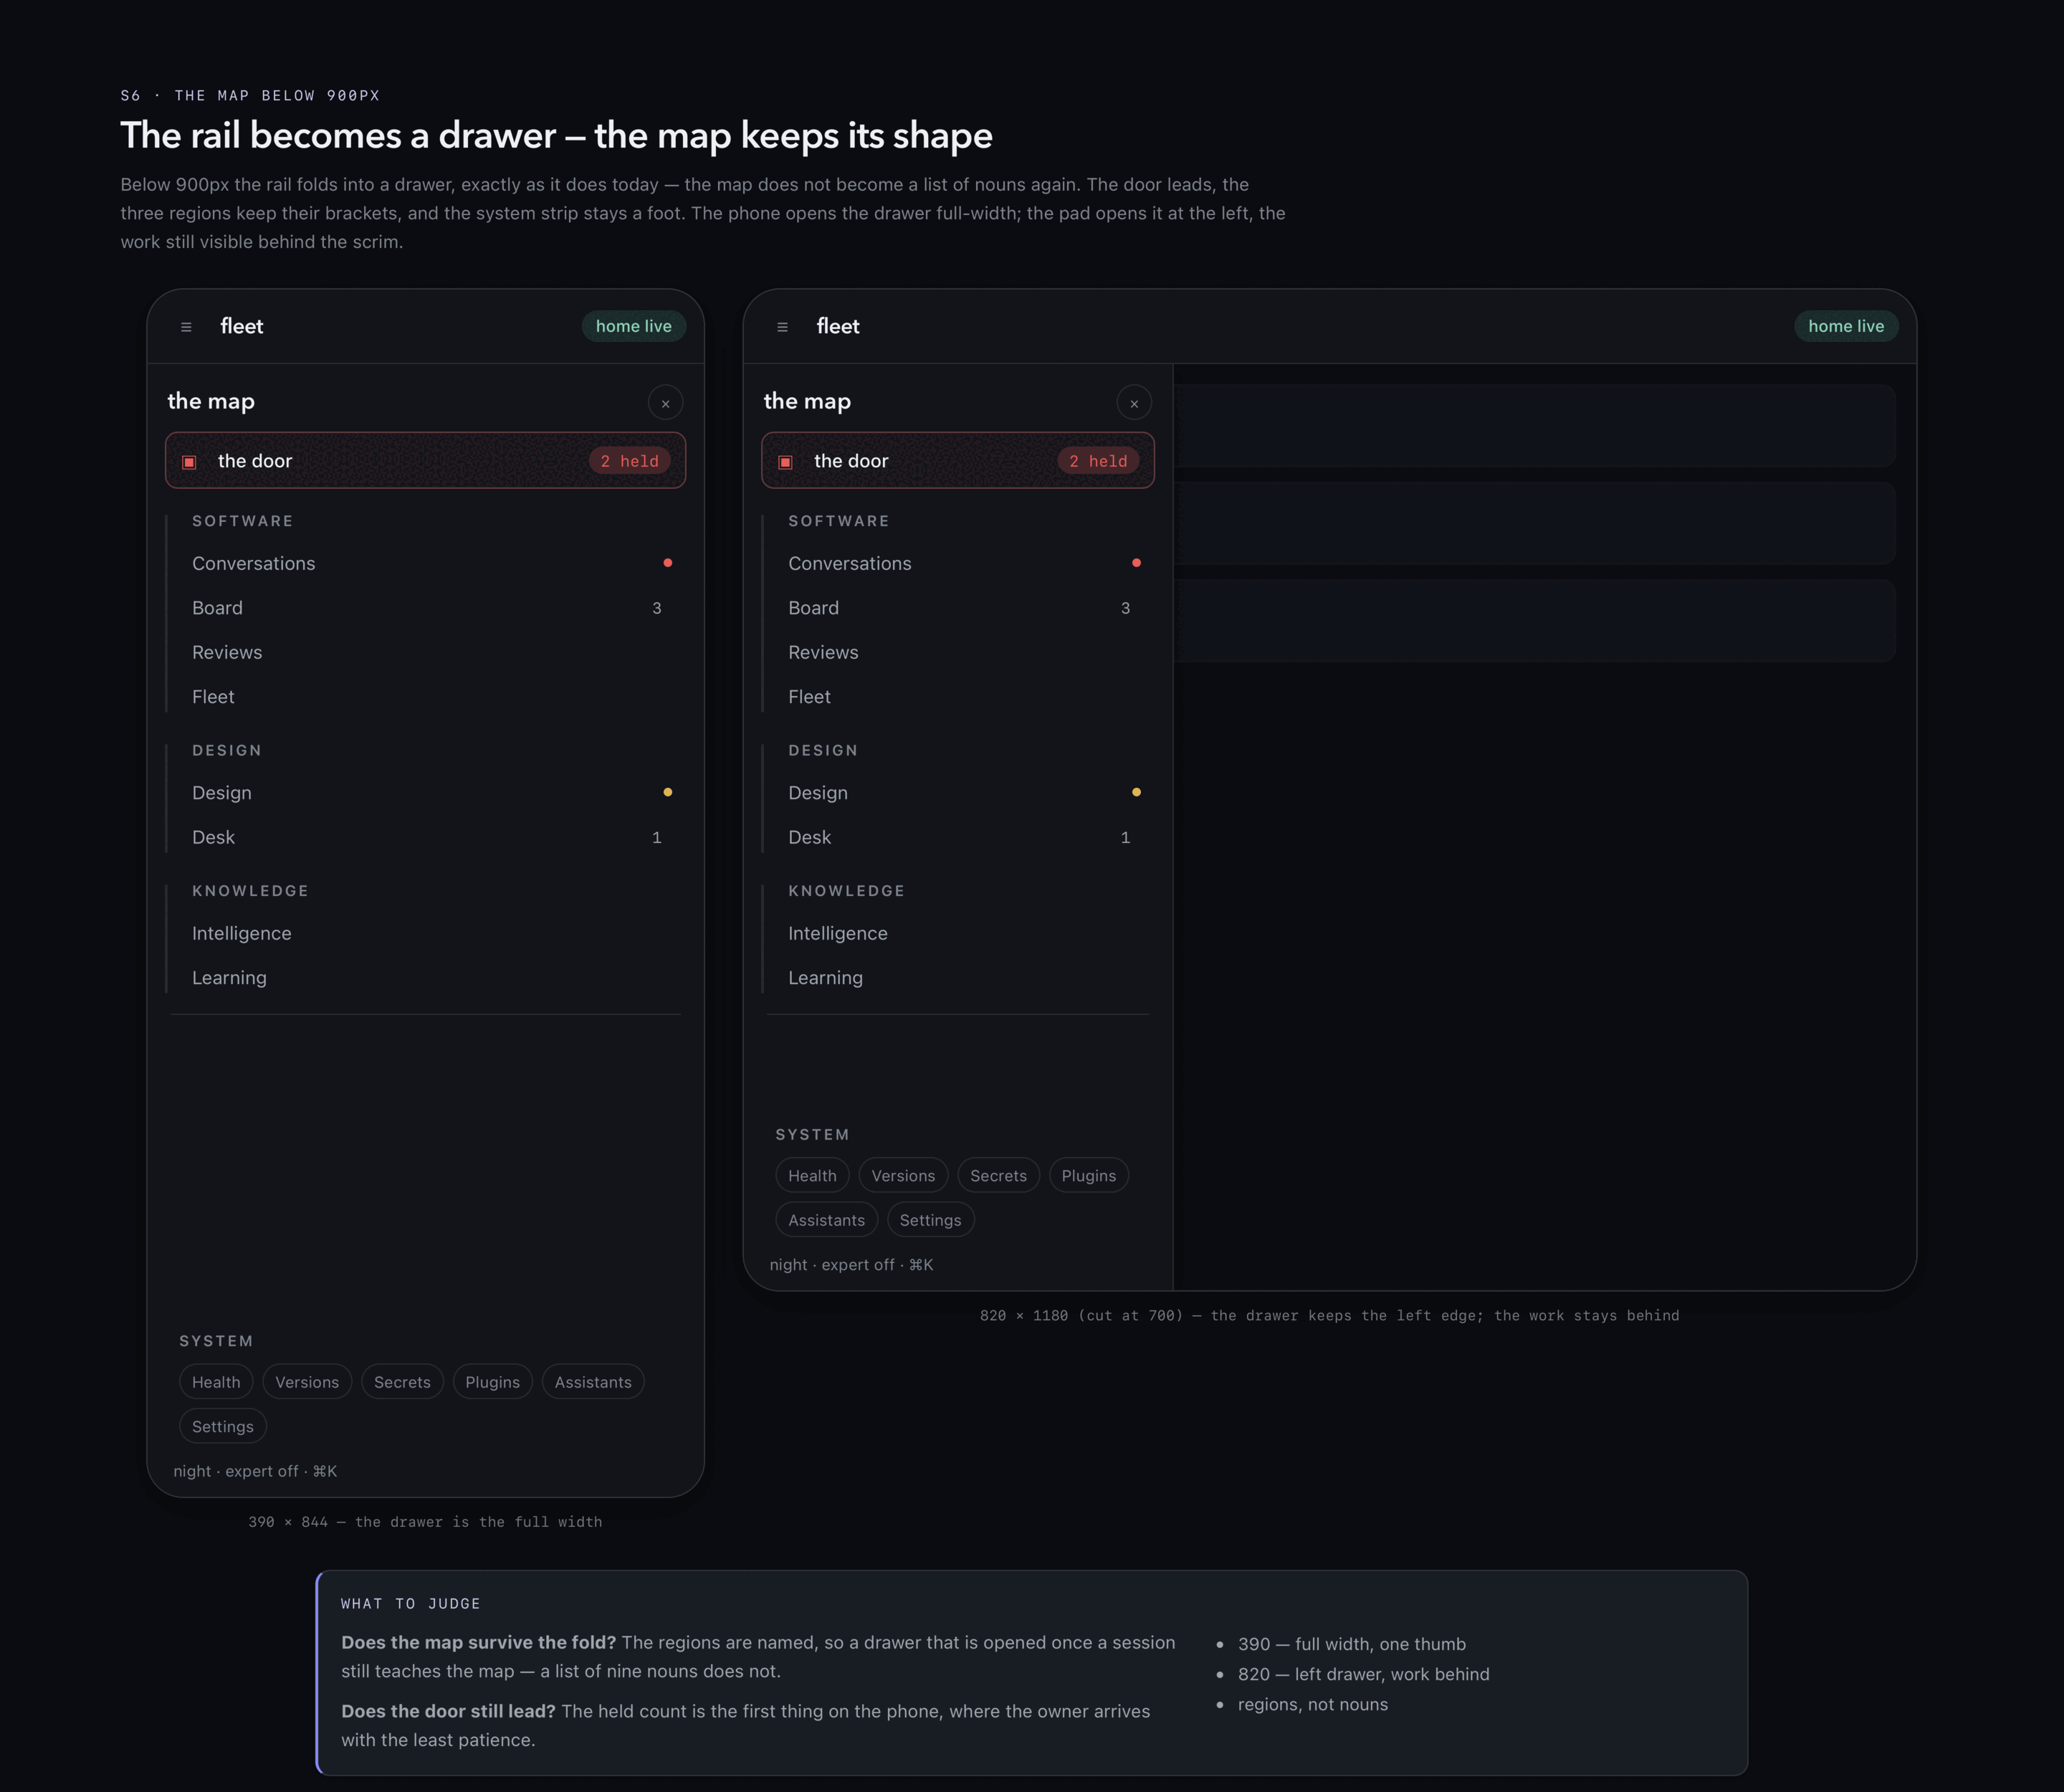 S6 · THE MAP BELOW 900PX
The rail becomes a drawer — the map keeps its shape
Below 900px the rail folds into a drawer, exactly as it does today — the map does not become a list of nouns again. The door leads, the
three regions keep their brackets, and the system strip stays a foot. The phone opens the drawer full-width; the pad opens it at the left, the
work still visible behind the scrim.
≡ fleet home live
the map ×
▣ the door 2 held
SOFTWARE
Conversations
Board 3
Reviews
Fleet
DESIGN
Design
Desk 1
KNOWLEDGE
Intelligence
Learning
SYSTEM
Health Versions Secrets Plugins Assistants
Settings
night · expert off · ⌘K
390 × 844 — the drawer is the full width
≡ fleet home live
the map ×
▣ the door 2 held
SOFTWARE
Conversations
Board 3
Reviews
Fleet
DESIGN
Design
Desk 1
KNOWLEDGE
Intelligence
Learning
SYSTEM
Health Versions Secrets Plugins
Assistants Settings
night · expert off · ⌘K
820 × 1180 (cut at 700) — the drawer keeps the left edge; the work stays behind
WHAT TO JUDGE
Does the map survive the fold? The regions are named, so a drawer that is opened once a session
still teaches the map — a list of nine nouns does not.
Does the door still lead? The held count is the first thing on the phone, where the owner arrives
with the least patience.
• 390 — full width, one thumb
• 820 — left drawer, work behind
• regions, not nouns